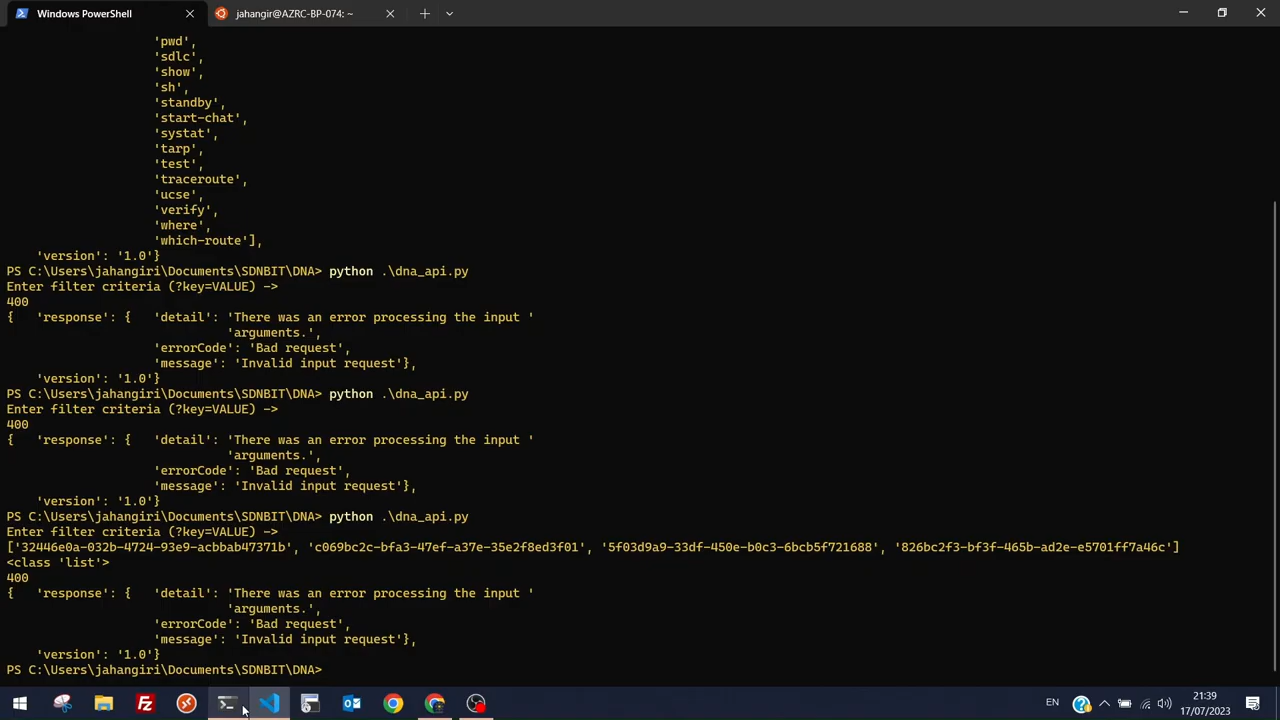 Windows PowerShell
jahangir@AZRC-BP-074: ~
'pwd',
'sdlc',
'show',
'sh',
'standby',
'start-chat',
'systat',
'tarp',
'test',
'traceroute',
'ucse',
'verify',
'where',
'which-route'],
'version': '1.0'}
PS C:\Users\jahangiri\Documents\SDNBIT\DNA> python .\dna_api.py
Enter filter criteria (?key=VALUE) ->
400
{ 'response': { 'detail': 'There was an error processing the input '
'arguments.',
'errorCode': 'Bad request',
'message': 'Invalid input request'},
'version': '1.0'}
PS C:\Users\jahangiri\Documents\SDNBIT\DNA> python .\dna_api.py
Enter filter criteria (?key=VALUE) ->
400
{ 'response': { 'detail': 'There was an error processing the input '
'arguments.',
'errorCode': 'Bad request',
'message': 'Invalid input request'},
'version': '1.0'}
PS C:\Users\jahangiri\Documents\SDNBIT\DNA> python .\dna_api.py
Enter filter criteria (?key=VALUE) ->
['32446e0a-032b-4724-93e9-acbbab47371b', 'c069bc2c-bfa3-47ef-a37e-35e2f8ed3f01', '5f03d9a9-33df-450e-b0c3-6bcb5f721688', '826bc2f3-bf3f-465b-ad2e-e5701ff7a46c']
<class 'list'>
400
{ 'response': { 'detail': 'There was an error processing the input '
'arguments.',
'errorCode': 'Bad request',
'message': 'Invalid input request'},
'version': '1.0'}
PS C:\Users\jahangiri\Documents\SDNBIT\DNA>
EN
21:39
17/07/2023